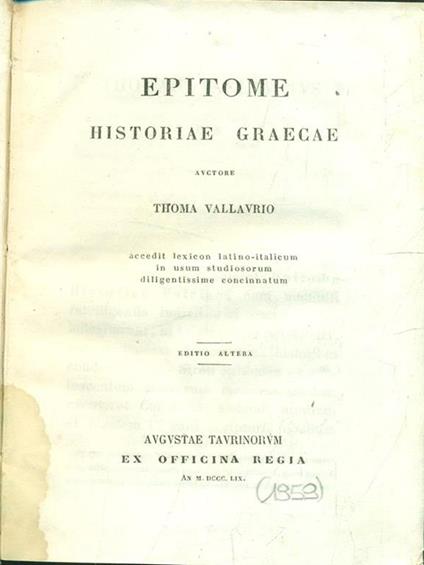 EPITOME
HISTORIAE GRAECAE
AVCTORE
THOMA VALLAVRIO
accedit lexicon latino-italicum
in usum studiosorum
diligentissime concinnatum
EDITIO ALTERA
AVGVSTAE TAVRINORVM
EX OFFICINA REGIA
AN M. DCCC. LIX.
(1859)